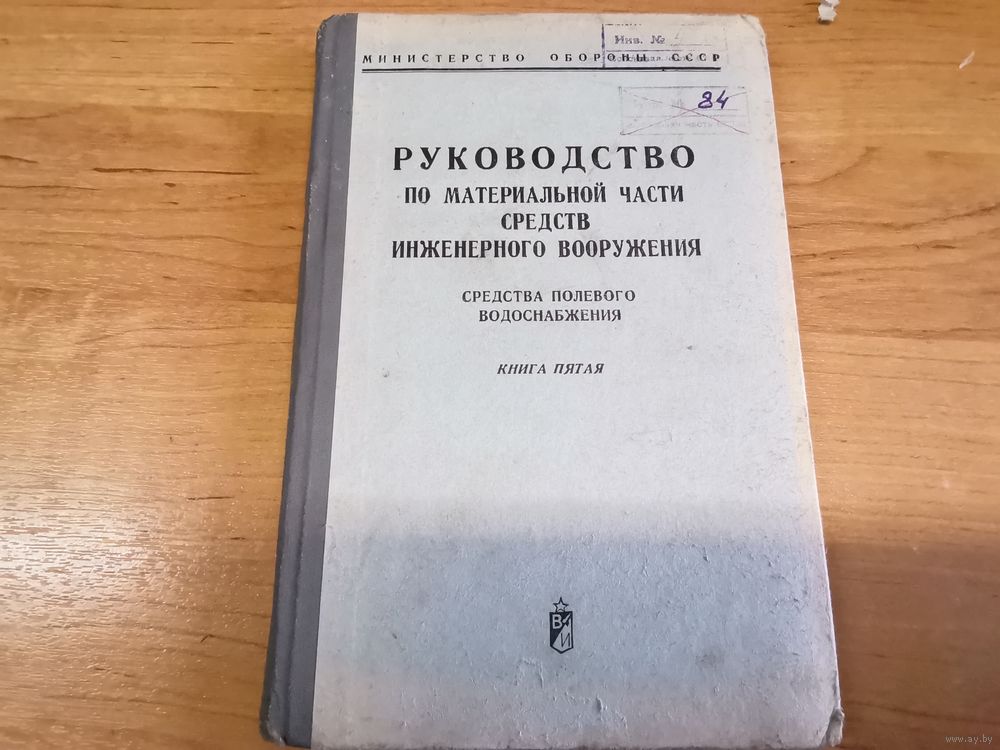 Инв. №
МИНИСТЕРСТВО ОБОРОНЫ СССР
84
РУКОВОДСТВО
ПО МАТЕРИАЛЬНОЙ ЧАСТИ
СРЕДСТВ
ИНЖЕНЕРНОГО ВООРУЖЕНИЯ
СРЕДСТВА ПОЛЕВОГО
ВОДОСНАБЖЕНИЯ
КНИГА ПЯТАЯ
В
И
www.ay.by